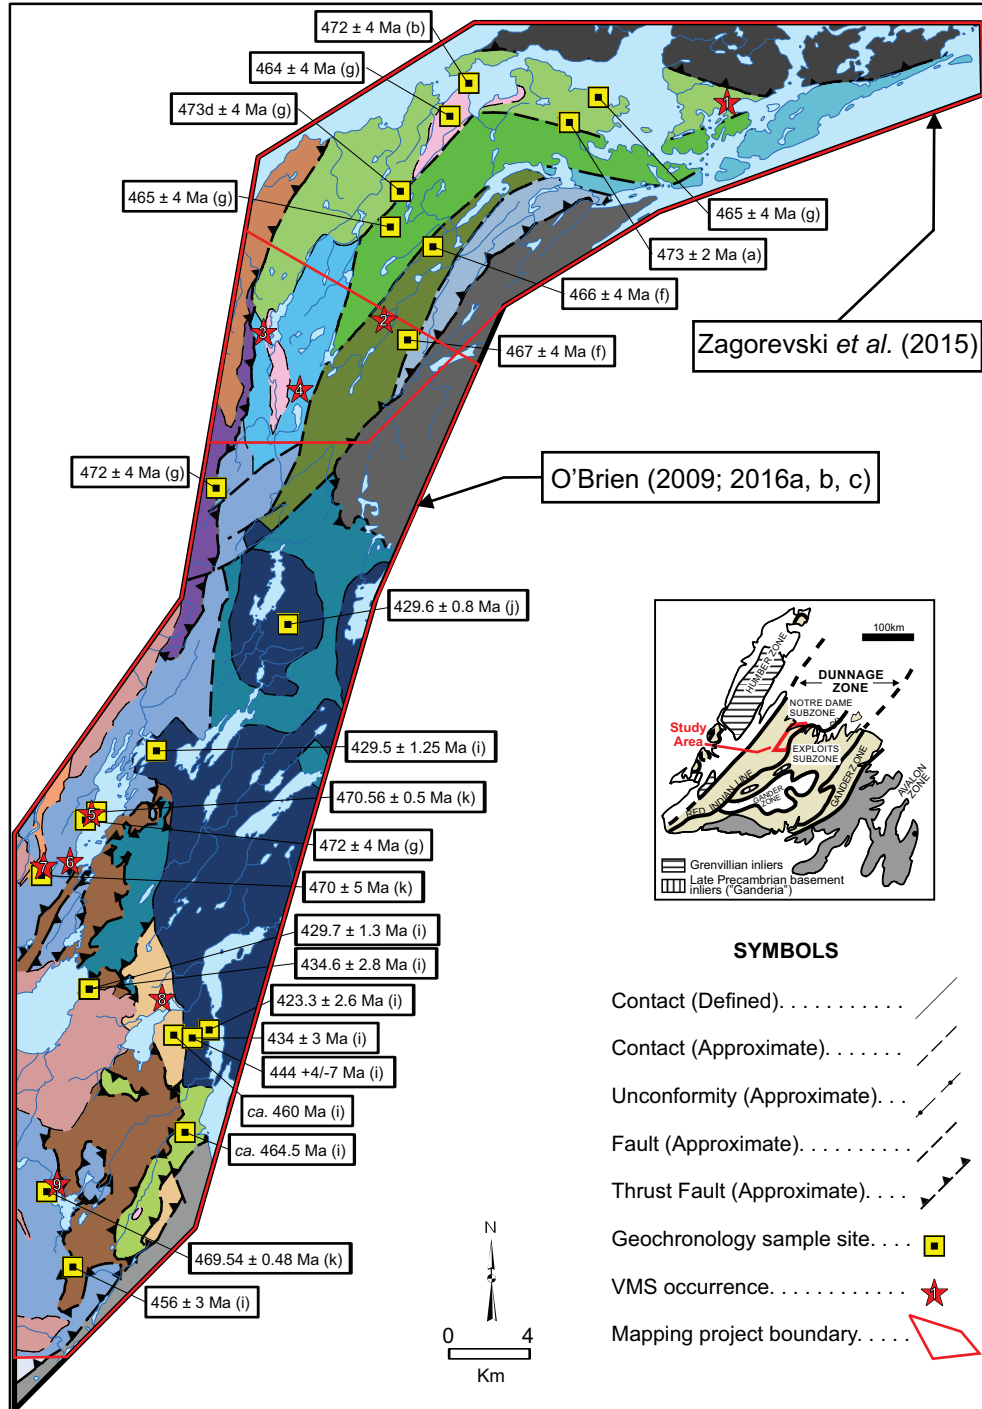 472 ± 4 Ma (b)
464 ± 4 Ma (g)
473d ± 4 Ma (g)
465 ± 4 Ma (g)
1
465 ± 4 Ma (g)
473 ± 2 Ma (a)
466 ± 4 Ma (f)
467 ± 4 Ma (f)
2
3
4
Zagorevski et al. (2015)
472 ± 4 Ma (g)
O'Brien (2009; 2016a, b, c)
429.6 ± 0.8 Ma (j)
429.5 ± 1.25 Ma (i)
470.56 ± 0.5 Ma (k)
5
472 ± 4 Ma (g)
6
7
470 ± 5 Ma (k)
429.7 ± 1.3 Ma (i)
434.6 ± 2.8 Ma (i)
8
423.3 ± 2.6 Ma (i)
434 ± 3 Ma (i)
444 +4/-7 Ma (i)
ca. 460 Ma (i)
ca. 464.5 Ma (i)
9
469.54 ± 0.48 Ma (k)
456 ± 3 Ma (i)
100km
HUMBER ZONE
DUNNAGE
ZONE
NOTRE DAME
SUBZONE
Study
Area
EXPLOITS
SUBZONE
RED INDIAN LINE
GANDER
ZONE
GANDER ZONE
AVALON
ZONE
Grenvillian inliers
Late Precambrian basement
inliers ("Ganderia")
SYMBOLS
Contact (Defined). . . . . . . . . . .
Contact (Approximate). . . . . . . .
Unconformity (Approximate). . .
Fault (Approximate). . . . . . . . . .
Thrust Fault (Approximate). . . .
Geochronology sample site. . . .
VMS occurrence. . . . . . . . . . . .
1
Mapping project boundary. . . . .
N
0 4
Km